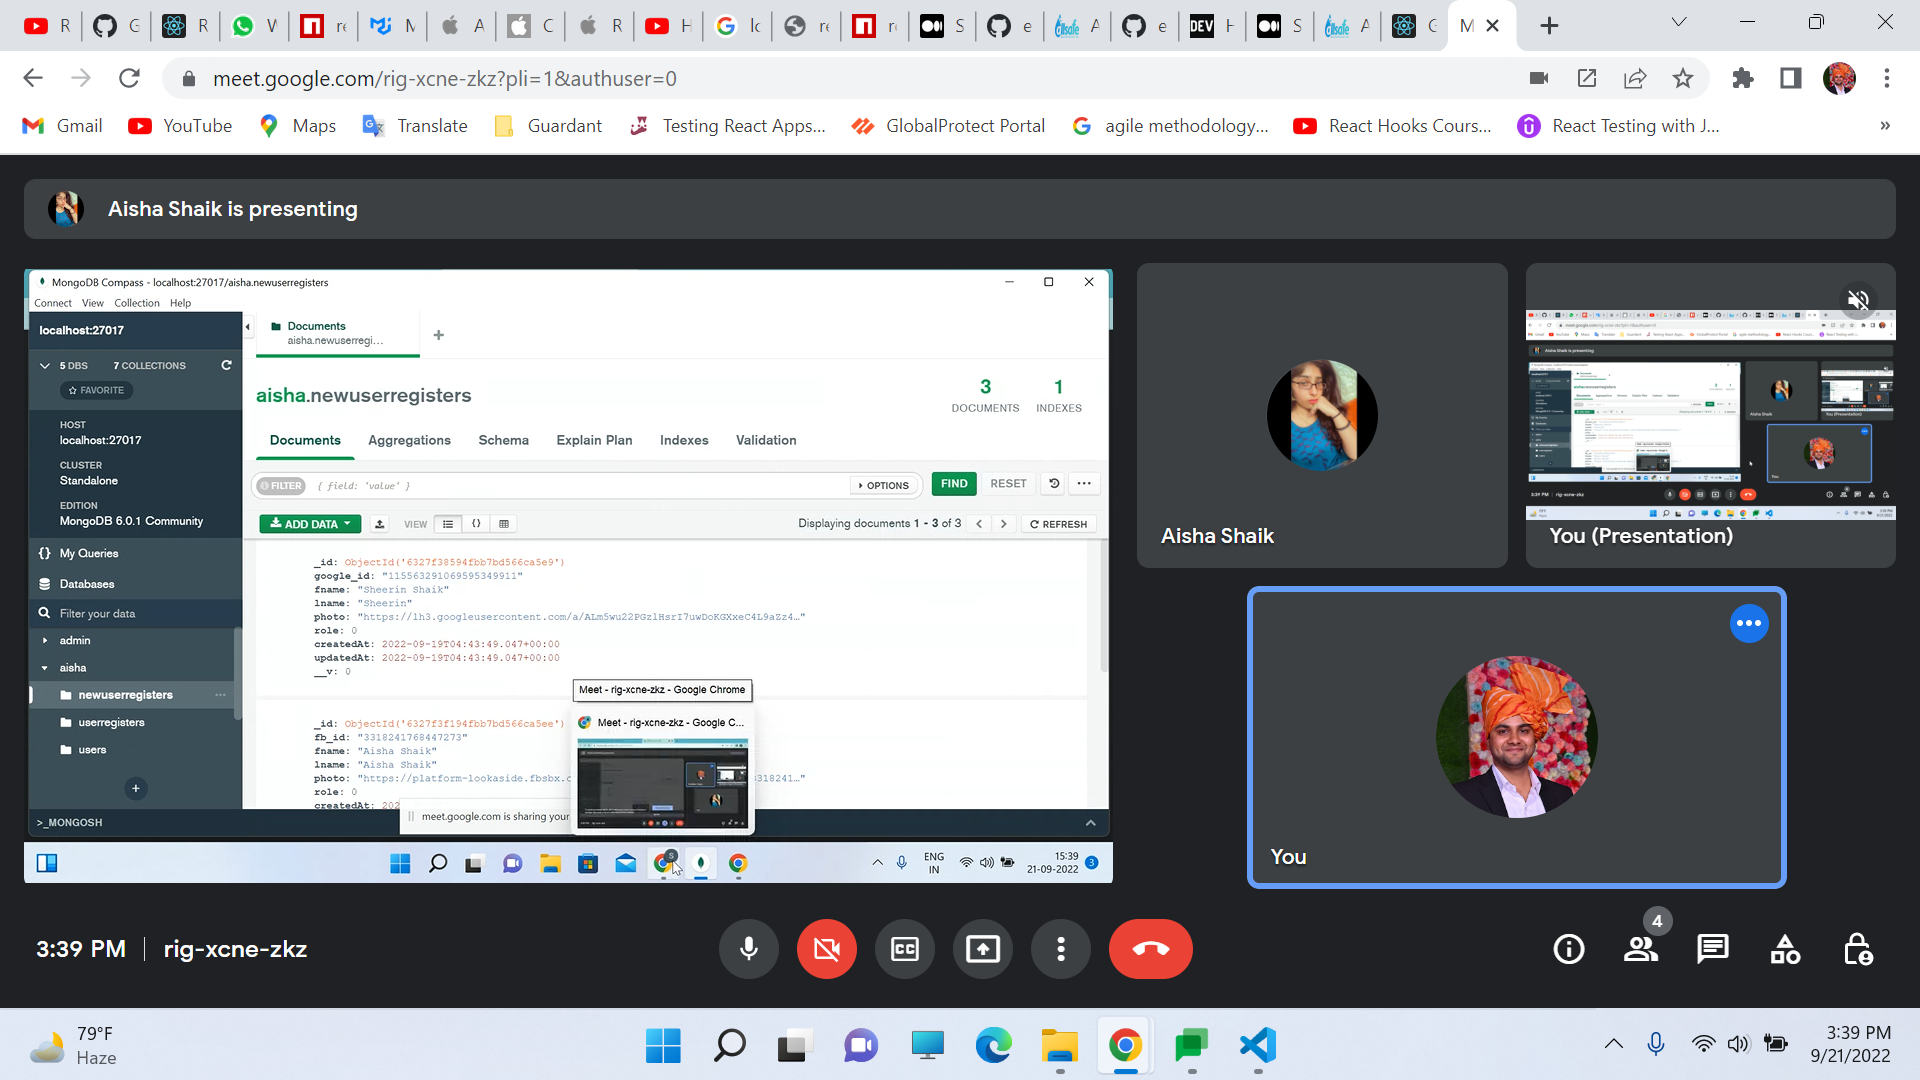 meet.google.com/rig-xcne-zkz?pli=1&authuser=0
Gmail YouTube Maps Translate Guardant Testing React Apps... GlobalProtect Portal agile methodology... React Hooks Cours... React Testing with J... »
Aisha Shaik is presenting
MongoDB Compass - localhost:27017/aisha.newuserregisters
Connect View Collection Help
localhost:27017
Documents
aisha.newuserregi...
5 DBS 7 COLLECTIONS
FAVORITE
aisha.newuserregisters
3
DOCUMENTS
1
INDEXES
HOST
localhost:27017
CLUSTER
Standalone
EDITION
MongoDB 6.0.1 Community
Documents Aggregations Schema Explain Plan Indexes Validation
FILTER { field: 'value' } OPTIONS FIND RESET
ADD DATA VIEW Displaying documents 1 - 3 of 3 REFRESH
My Queries
Databases
Filter your data
admin
aisha
newuserregisters
userregisters
users
_id: ObjectId('6327f38594fbb7bd566ca5e9')
google_id: "115563291069595349911"
fname: "Sheerin Shaik"
lname: "Sheerin"
photo: "https://lh3.googleusercontent.com/a/ALm5wu22PGzlHsrI7uwDoKGXxeC4L9aZz4..."
role: 0
createdAt: 2022-09-19T04:43:49.047+00:00
updatedAt: 2022-09-19T04:43:49.047+00:00
__v: 0
Meet - rig-xcne-zkz - Google Chrome
Meet - rig-xcne-zkz - Google C...
_id: ObjectId('6327f3f194fbb7bd566ca5ee')
fb_id: "3318241768447273"
fname: "Aisha Shaik"
lname: "Aisha Shaik"
photo: "https://platform-lookaside.fbsbx.c 318241..."
role: 0
createdAt: 202
meet.google.com is sharing your
>_MONGOSH
ENG
IN
15:39
21-09-2022
3
Aisha Shaik
You (Presentation)
You
3:39 PM rig-xcne-zkz
4
79°F
Haze
3:39 PM
9/21/2022